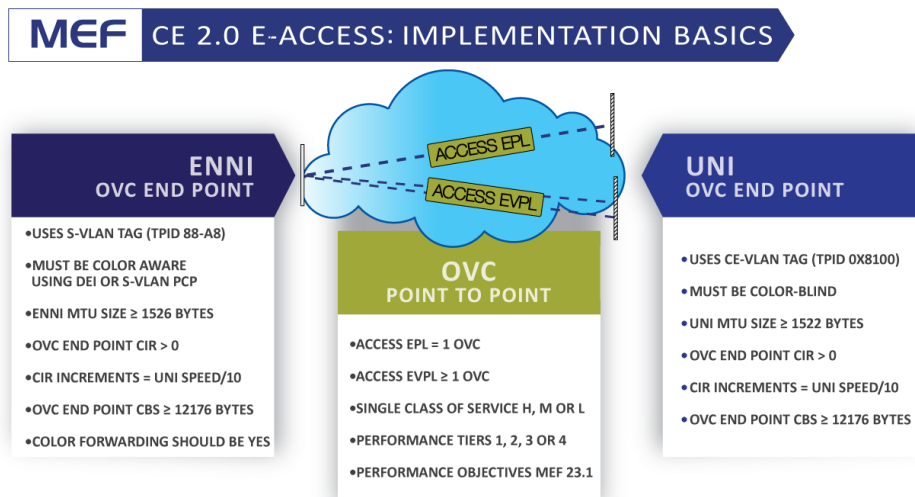 MEF CE 2.0 E-ACCESS: IMPLEMENTATION BASICS
ACCESS EPL
ACCESS EVPL
ENNI
OVC END POINT
•USES S-VLAN TAG (TPID 88-A8)
•MUST BE COLOR AWARE
USING DEI OR S-VLAN PCP
•ENNI MTU SIZE ≥ 1526 BYTES
•OVC END POINT CIR > 0
•CIR INCREMENTS = UNI SPEED/10
•OVC END POINT CBS ≥ 12176 BYTES
•COLOR FORWARDING SHOULD BE YES
OVC
POINT TO POINT
•ACCESS EPL = 1 OVC
•ACCESS EVPL ≥ 1 OVC
•SINGLE CLASS OF SERVICE H, M OR L
•PERFORMANCE TIERS 1, 2, 3 OR 4
•PERFORMANCE OBJECTIVES MEF 23.1
UNI
OVC END POINT
•USES CE-VLAN TAG (TPID 0X8100)
•MUST BE COLOR-BLIND
•UNI MTU SIZE ≥ 1522 BYTES
•OVC END POINT CIR > 0
•CIR INCREMENTS = UNI SPEED/10
•OVC END POINT CBS ≥ 12176 BYTES